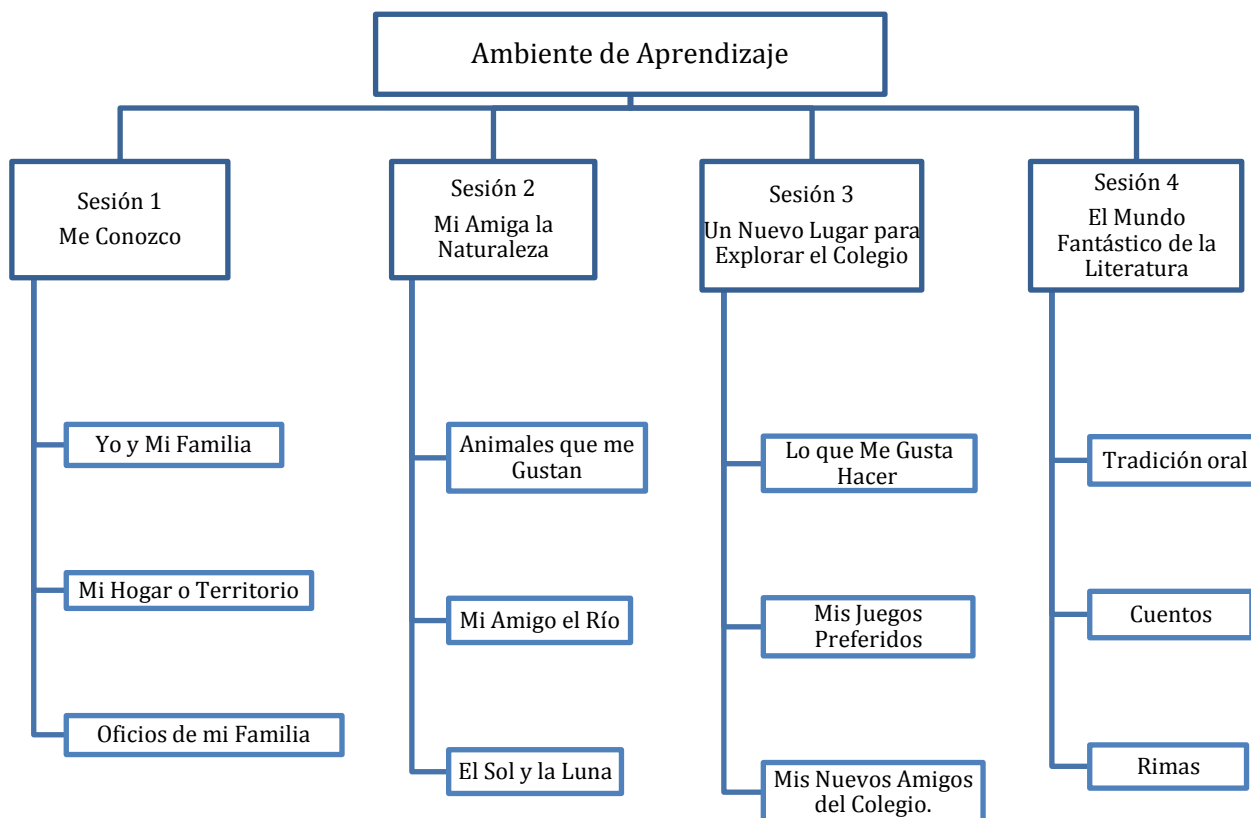 Ambiente de Aprendizaje
Sesión 1
Me Conozco
Yo y Mi Familia
Mi Hogar o Territorio
Oficios de mi Familia
Sesión 2
Mi Amiga la
Naturaleza
Animales que me
Gustan
Mi Amigo el Río
El Sol y la Luna
Sesión 3
Un Nuevo Lugar para
Explorar el Colegio
Lo que Me Gusta
Hacer
Mis Juegos
Preferidos
Mis Nuevos Amigos
del Colegio.
Sesión 4
El Mundo
Fantástico de la
Literatura
Tradición oral
Cuentos
Rimas